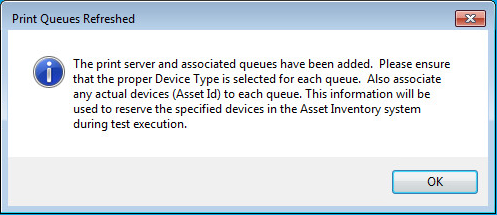 Print Queues Refreshed
The print server and associated queues have been added.  Please ensure
that the proper Device Type is selected for each queue.  Also associate
any actual devices (Asset Id) to each queue. This information will be
used to reserve the specified devices in the Asset Inventory system
during test execution.
OK